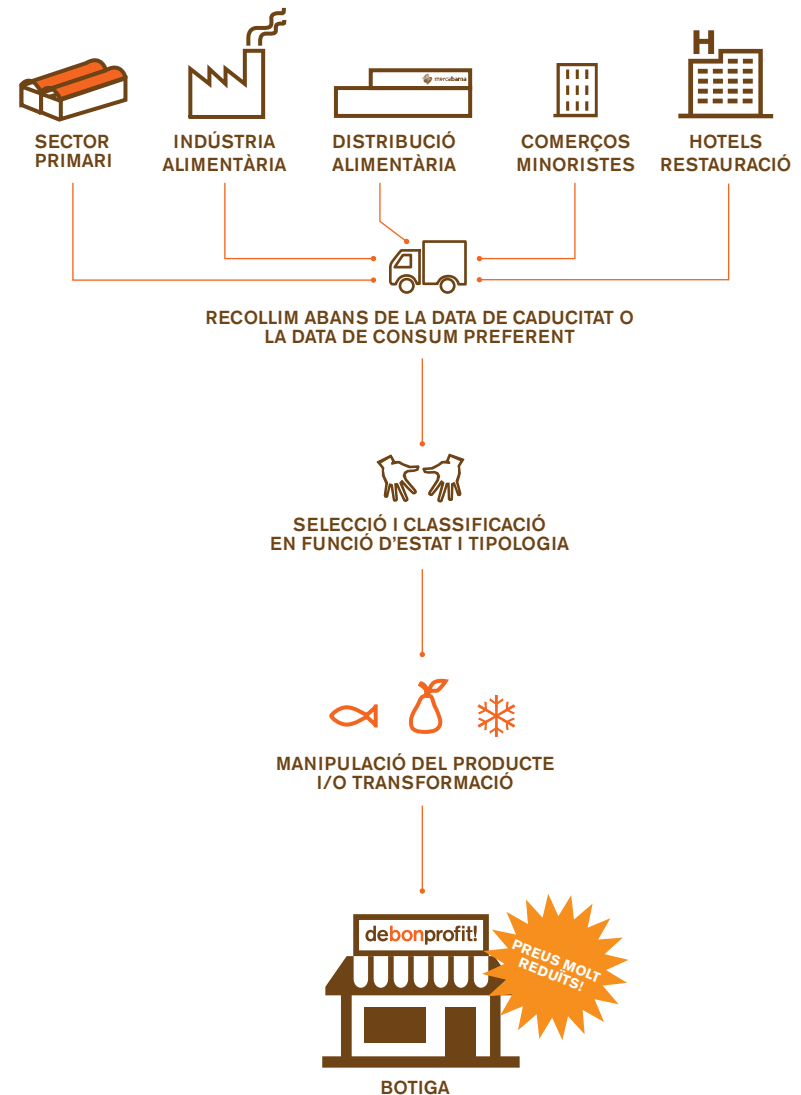 H
mercabarna
SECTOR
PRIMARI
INDÚSTRIA
ALIMENTÀRIA
DISTRIBUCIÓ
ALIMENTÀRIA
COMERÇOS
MINORISTES
HOTELS
RESTAURACIÓ
RECOLLIM ABANS DE LA DATA DE CADUCITAT O
LA DATA DE CONSUM PREFERENT
SELECCIÓ I CLASSIFICACIÓ
EN FUNCIÓ D'ESTAT I TIPOLOGIA
MANIPULACIÓ DEL PRODUCTE
I/O TRANSFORMACIÓ
debonprofit!
PREUS MOLT
REDUÏTS!
BOTIGA